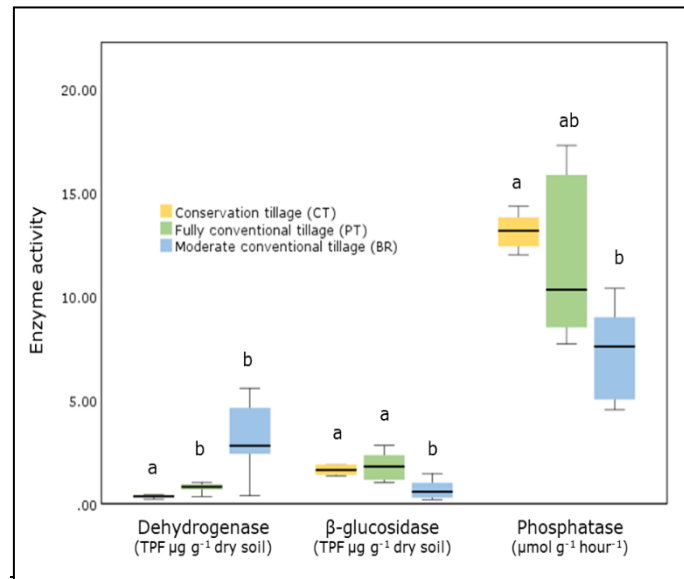 20.00
ab
a
15.00
Conservation tillage (CT)
Fully conventional tillage (PT)
Moderate conventional tillage (BR)
b
10.00
Enzyme activity
b
5.00
b
a
a
b
a
.00
Dehydrogenase
(TPF µg g⁻¹ dry soil)
β-glucosidase
(TPF µg g⁻¹ dry soil)
Phosphatase
(µmol g⁻¹ hour⁻¹)